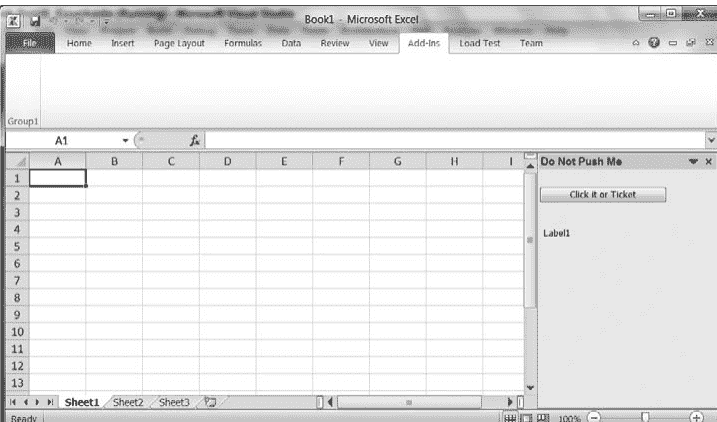 Book1 - Microsoft Excel
File Home Insert Page Layout Formulas Data Review View Add-Ins Load Test Team
Group1
A1 fx
A B C D E F G H I
Do Not Push Me
1
2
Click it or Ticket
3
4
Label1
5
6
7
8
9
10
11
12
13
Sheet1 Sheet2 Sheet3
Ready 100%